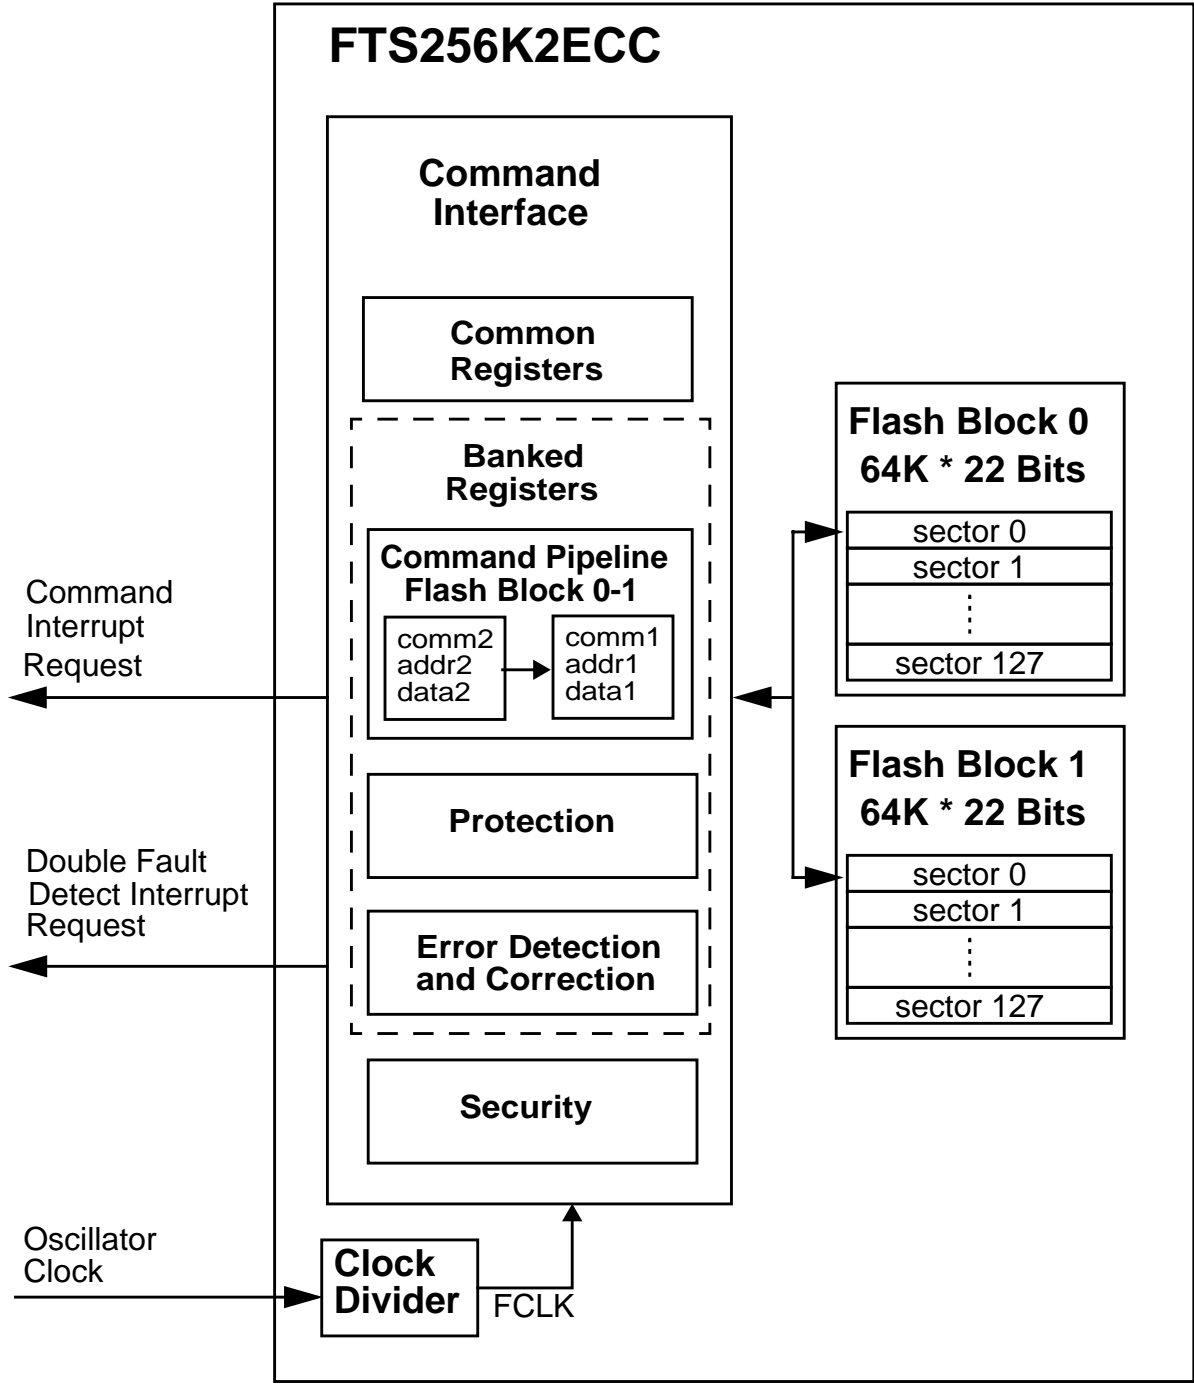 FTS256K2ECC
Command
Interface
Common
Registers
Banked
Registers
Command Pipeline
Flash Block 0-1
comm2
addr2
data2
comm1
addr1
data1
Protection
Error Detection
and Correction
Security
Command
Interrupt
Request
Double Fault
Detect Interrupt
Request
Oscillator
Clock
Clock
Divider
FCLK
Flash Block 0
64K * 22 Bits
sector 0
sector 1
sector 127
Flash Block 1
64K * 22 Bits
sector 0
sector 1
sector 127